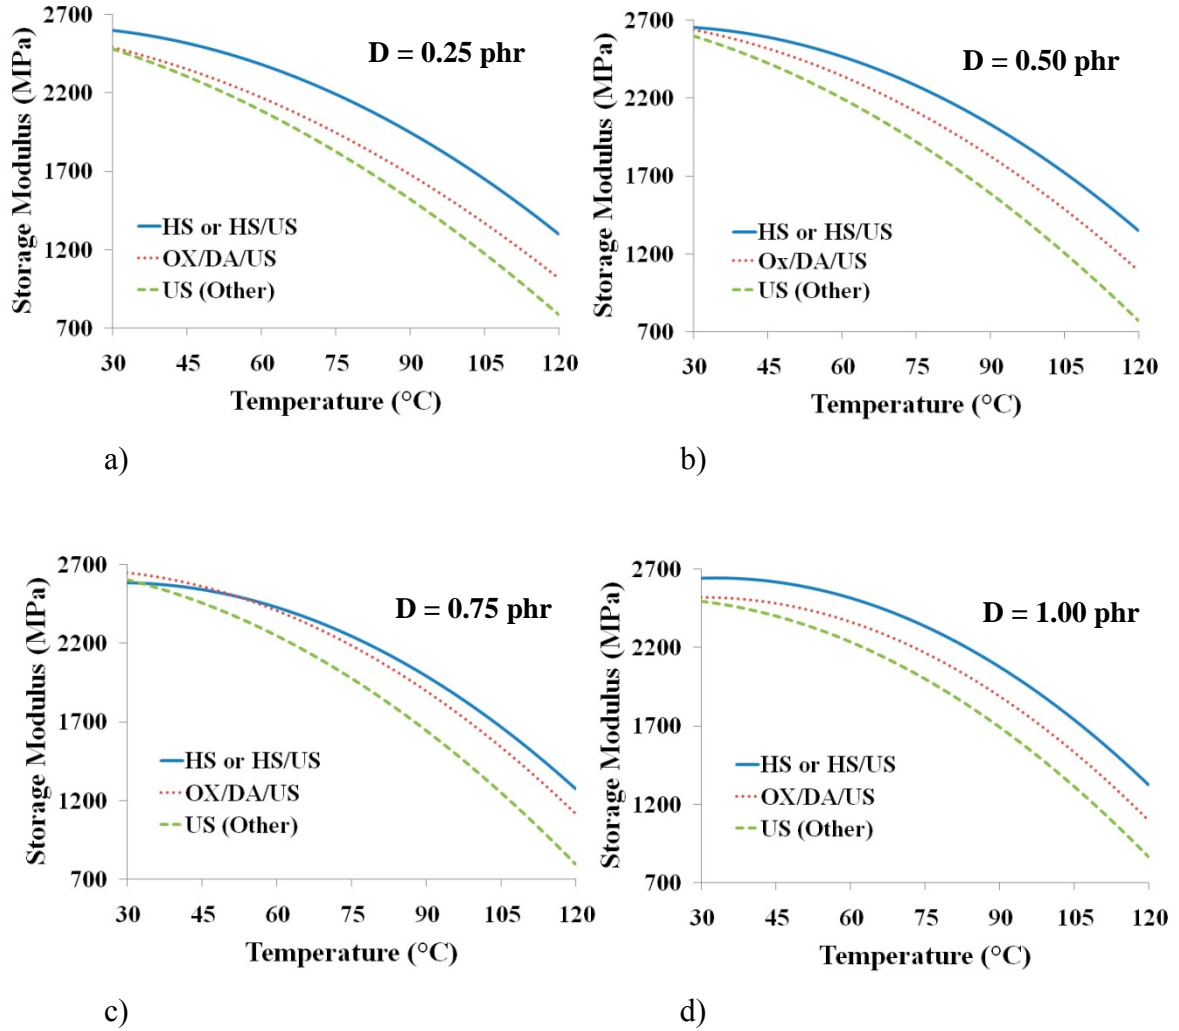 2700
2200
1700
1200
700
Storage Modulus (MPa)
D = 0.25 phr
HS or HS/US
OX/DA/US
US (Other)
30 45 60 75 90 105 120
Temperature (°C)
a)
2700
2200
1700
1200
700
Storage Modulus (MPa)
D = 0.50 phr
HS or HS/US
Ox/DA/US
US (Other)
30 45 60 75 90 105 120
Temperature (°C)
b)
2700
2200
1700
1200
700
Storage Modulus (MPa)
D = 0.75 phr
HS or HS/US
OX/DA/US
US (Other)
30 45 60 75 90 105 120
Temperature (°C)
c)
2700
2200
1700
1200
700
Storage Modulus (MPa)
D = 1.00 phr
HS or HS/US
OX/DA/US
US (Other)
30 45 60 75 90 105 120
Temperature (°C)
d)